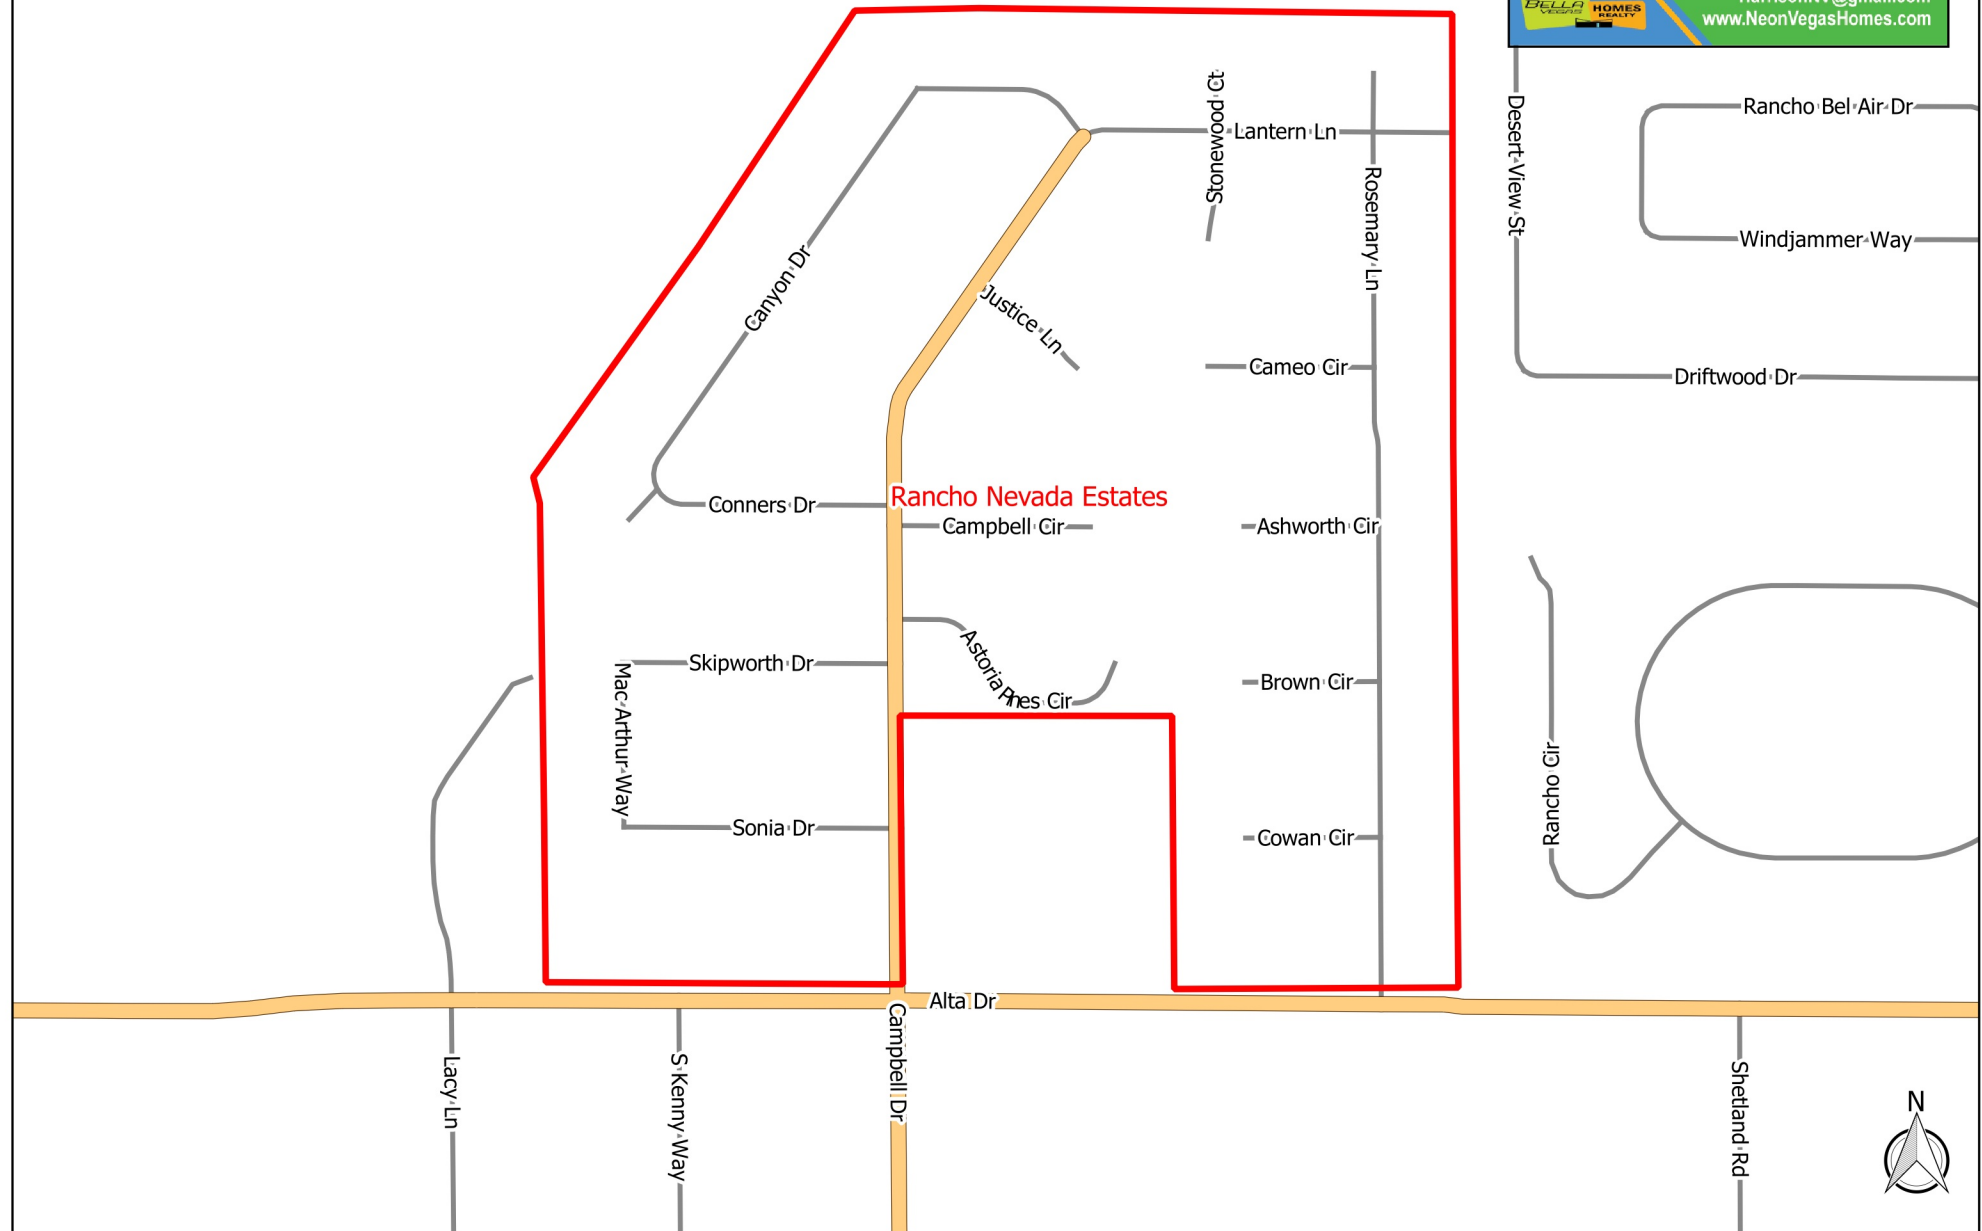 BELLA
VEGAS
HOMES
REALTY
www.NeonVegasHomes.com
Stonewood Ct
Lantern Ln
Desert View St
Rancho Bel Air Dr
Rosemary Ln
Windjammer Way
Canyon Dr
Justice Ln
Cameo Cir
Driftwood Dr
Rancho Nevada Estates
Conners Dr
Campbell Cir
Ashworth Cir
Skipworth Dr
Astoria Pines Cir
Brown Cir
Mac Arthur Way
Rancho Cir
Sonia Dr
Cowan Cir
Alta Dr
Campbell Dr
Lacy Ln
S Kenny Way
Shetland Rd
N